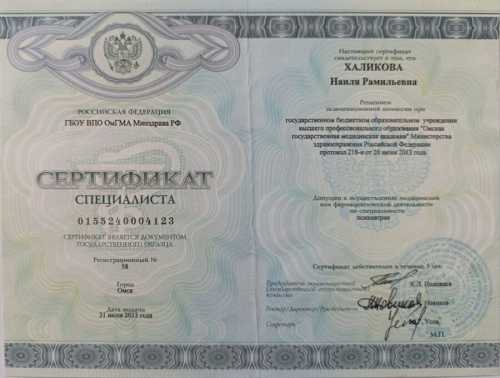 РОССИЙСКАЯ ФЕДЕРАЦИЯ
ГБОУ ВПО ОмГМА Минздрава РФ
СЕРТИФИКАТ
СПЕЦИАЛИСТА
0155240004123
СЕРТИФИКАТ ЯВЛЯЕТСЯ ДОКУМЕНТОМ
ГОСУДАРСТВЕННОГО ОБРАЗЦА
Регистрационный №
58
Город
Омск
Дата выдачи
31 июня 2013 года
Настоящий сертификат
свидетельствует о том, что
ХАЛИКОВА
Наиля Рамильевна
Решением
экзаменационной комиссии при
государственном бюджетном образовательном учреждении
высшего профессионального образования "Омская
государственная медицинская академия" Министерства
здравоохранения Российской Федерации
протокол 218-и от 20 июня 2013 года
Допущен к осуществлению медицинской
или фармацевтической деятельности
по специальности
психиатрия
Сертификат действителен в течение 5 лет.
Председатель экзаменационной
Государственной аттестационной
комиссии
К.Л. Полежаев
Ректор/Директор/Руководитель
Новиков
Секретарь
Усов
М.П.